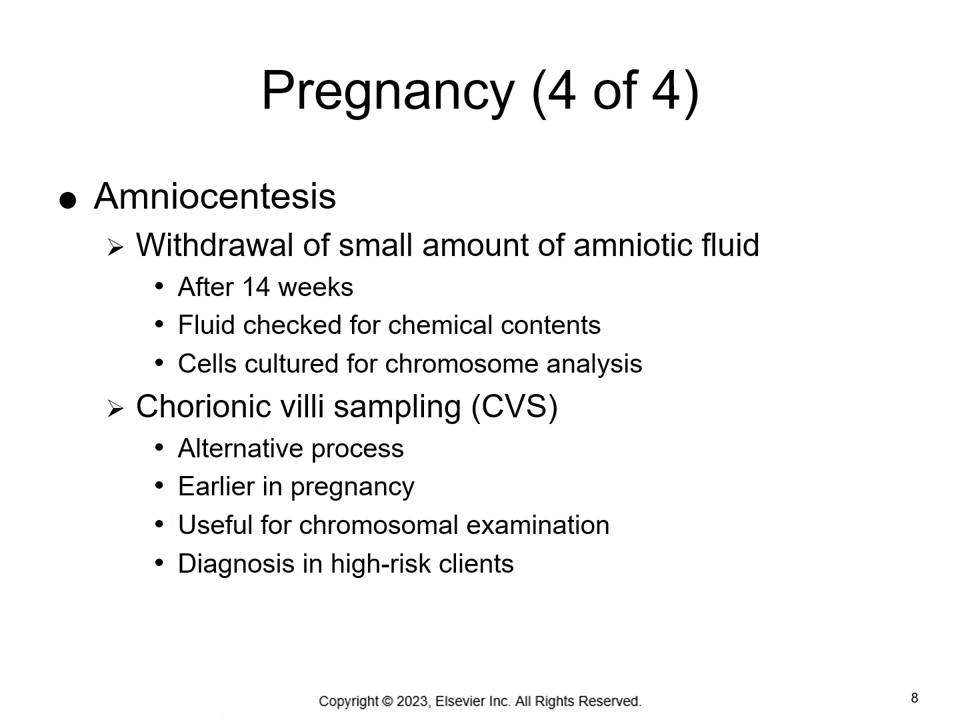 Pregnancy (4 of 4)
● Amniocentesis
➢ Withdrawal of small amount of amniotic fluid
• After 14 weeks
• Fluid checked for chemical contents
• Cells cultured for chromosome analysis
➢ Chorionic villi sampling (CVS)
• Alternative process
• Earlier in pregnancy
• Useful for chromosomal examination
• Diagnosis in high-risk clients
Copyright © 2023, Elsevier Inc. All Rights Reserved.
8